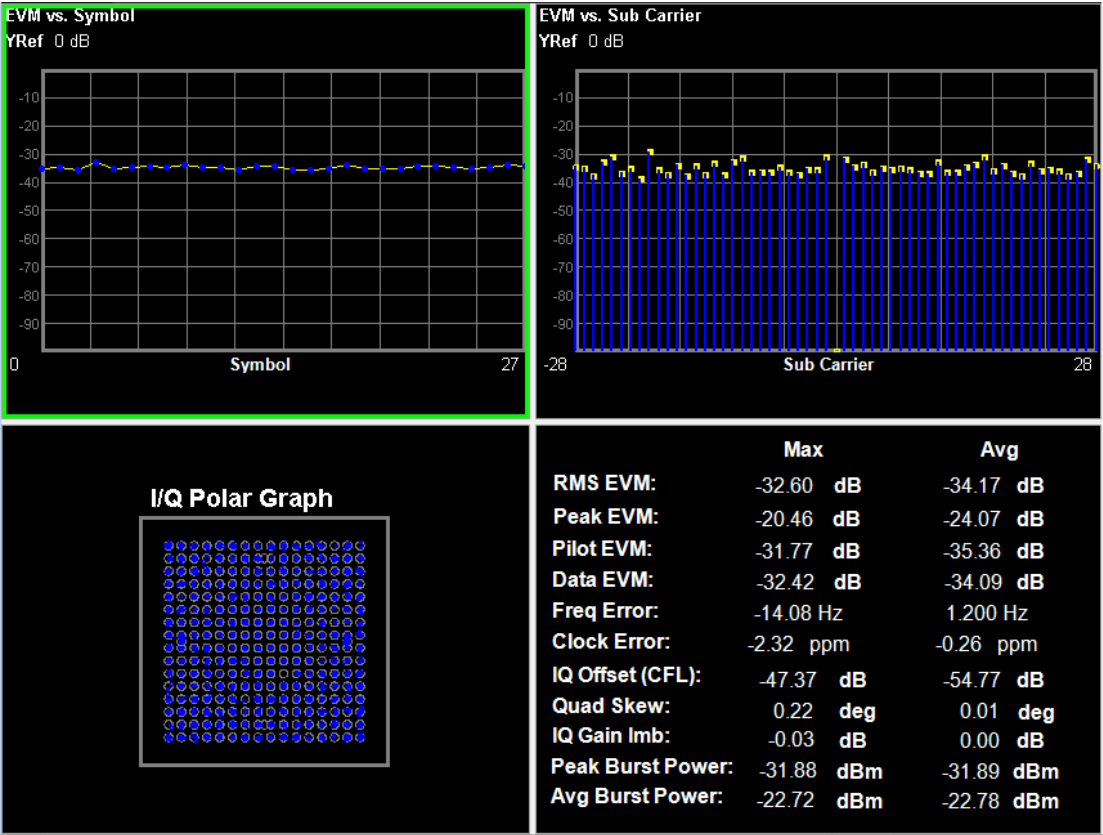 EVM vs. Symbol
YRef 0 dB
-10
-20
-30
-40
-50
-60
-70
-80
-90
0 Symbol 27
EVM vs. Sub Carrier
YRef 0 dB
-10
-20
-30
-40
-50
-60
-70
-80
-90
-28 Sub Carrier 28
I/Q Polar Graph
Max Avg
RMS EVM: -32.60 dB -34.17 dB
Peak EVM: -20.46 dB -24.07 dB
Pilot EVM: -31.77 dB -35.36 dB
Data EVM: -32.42 dB -34.09 dB
Freq Error: -14.08 Hz 1.200 Hz
Clock Error: -2.32 ppm -0.26 ppm
IQ Offset (CFL): -47.37 dB -54.77 dB
Quad Skew: 0.22 deg 0.01 deg
IQ Gain Imb: -0.03 dB 0.00 dB
Peak Burst Power: -31.88 dBm -31.89 dBm
Avg Burst Power: -22.72 dBm -22.78 dBm